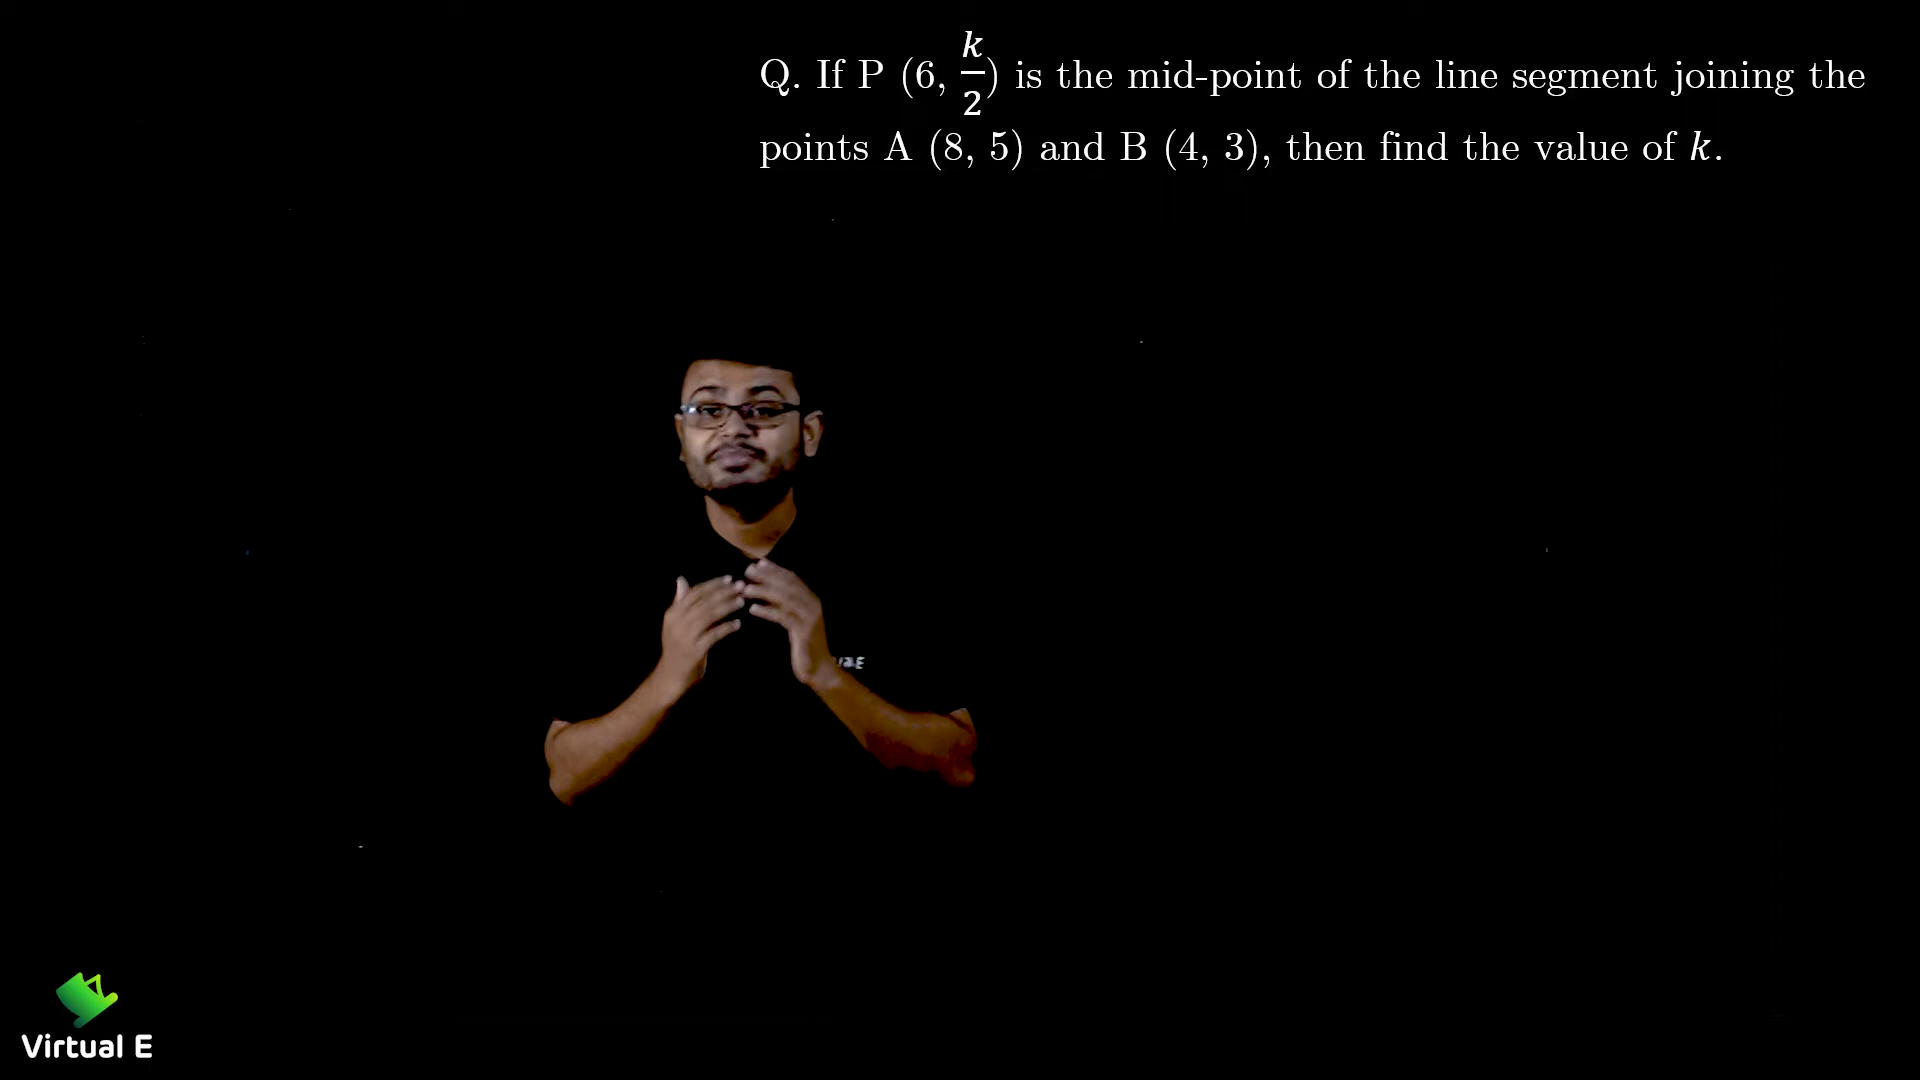 Q. If P (6, k/2) is the mid-point of the line segment joining the
points A (8, 5) and B (4, 3), then find the value of k.
Virtual E